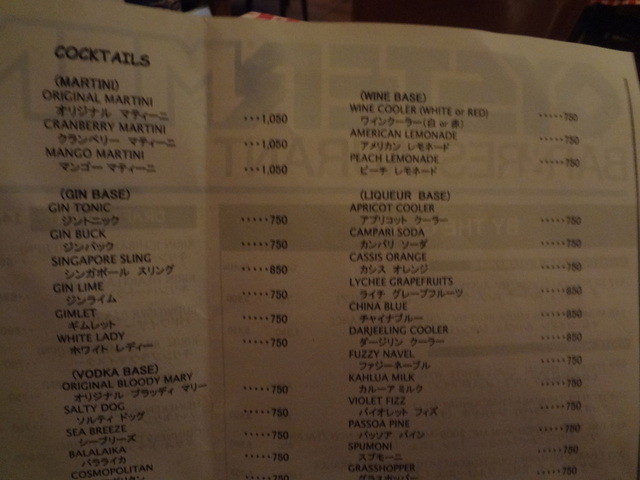 COCKTAILS
(MARTINI)
ORIGINAL MARTINI
オリジナル マティーニ ···1,050
CRANBERRY MARTINI
クランベリー マティーニ ···1,050
MANGO MARTINI
マンゴー マティーニ ···1,050
(GIN BASE)
GIN TONIC
ジントニック ·····750
GIN BUCK
ジンバック ·····750
SINGAPORE SLING
シンガポール スリング ·····850
GIN LIME
ジンライム ·····750
GIMLET
ギムレット ·····750
WHITE LADY
ホワイト レディー ·····750
(VODKA BASE)
ORIGINAL BLOODY MARY
オリジナル ブラッディ マリー ·····750
SALTY DOG
ソルティ ドッグ ·····750
SEA BREEZE
シーブリーズ ·····750
BALALAIKA
バラライカ ·····750
COSMOPOLITAN
(WINE BASE)
WINE COOLER (WHITE or RED)
ワインクーラー(白 or 赤) ·····750
AMERICAN LEMONADE
アメリカン レモネード ·····750
PEACH LEMONADE
ピーチ レモネード ·····750
(LIQUEUR BASE)
APRICOT COOLER
アプリコット クーラー ·····750
CAMPARI SODA
カンパリ ソーダ ·····750
CASSIS ORANGE
カシス オレンジ ·····750
LYCHEE GRAPEFRUITS
ライチ グレープフルーツ ·····850
CHINA BLUE
チャイナブルー ·····850
DARJEELING COOLER
ダージリン クーラー ·····850
FUZZY NAVEL
ファジーネーブル ·····750
KAHLUA MILK
カルーア ミルク ·····750
VIOLET FIZZ
バイオレット フィズ ·····750
PASSOA PINE
パッソア パイン ·····750
SPUMONI
スプモーニ ·····750
GRASSHOPPER
グラスホッパー ·····750